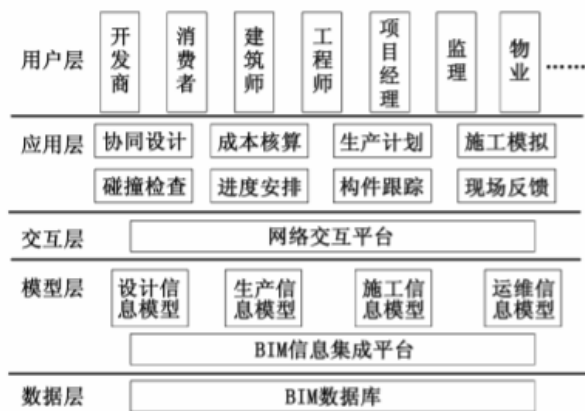 用户层 开发商 消费者 建筑师 工程师 项目经理 监理 物业 ……
应用层 协同设计 成本核算 生产计划 施工模拟
碰撞检查 进度安排 构件跟踪 现场反馈
交互层 网络交互平台
模型层 设计信息模型 生产信息模型 施工信息模型 运维信息模型
BIM信息集成平台
数据层 BIM数据库